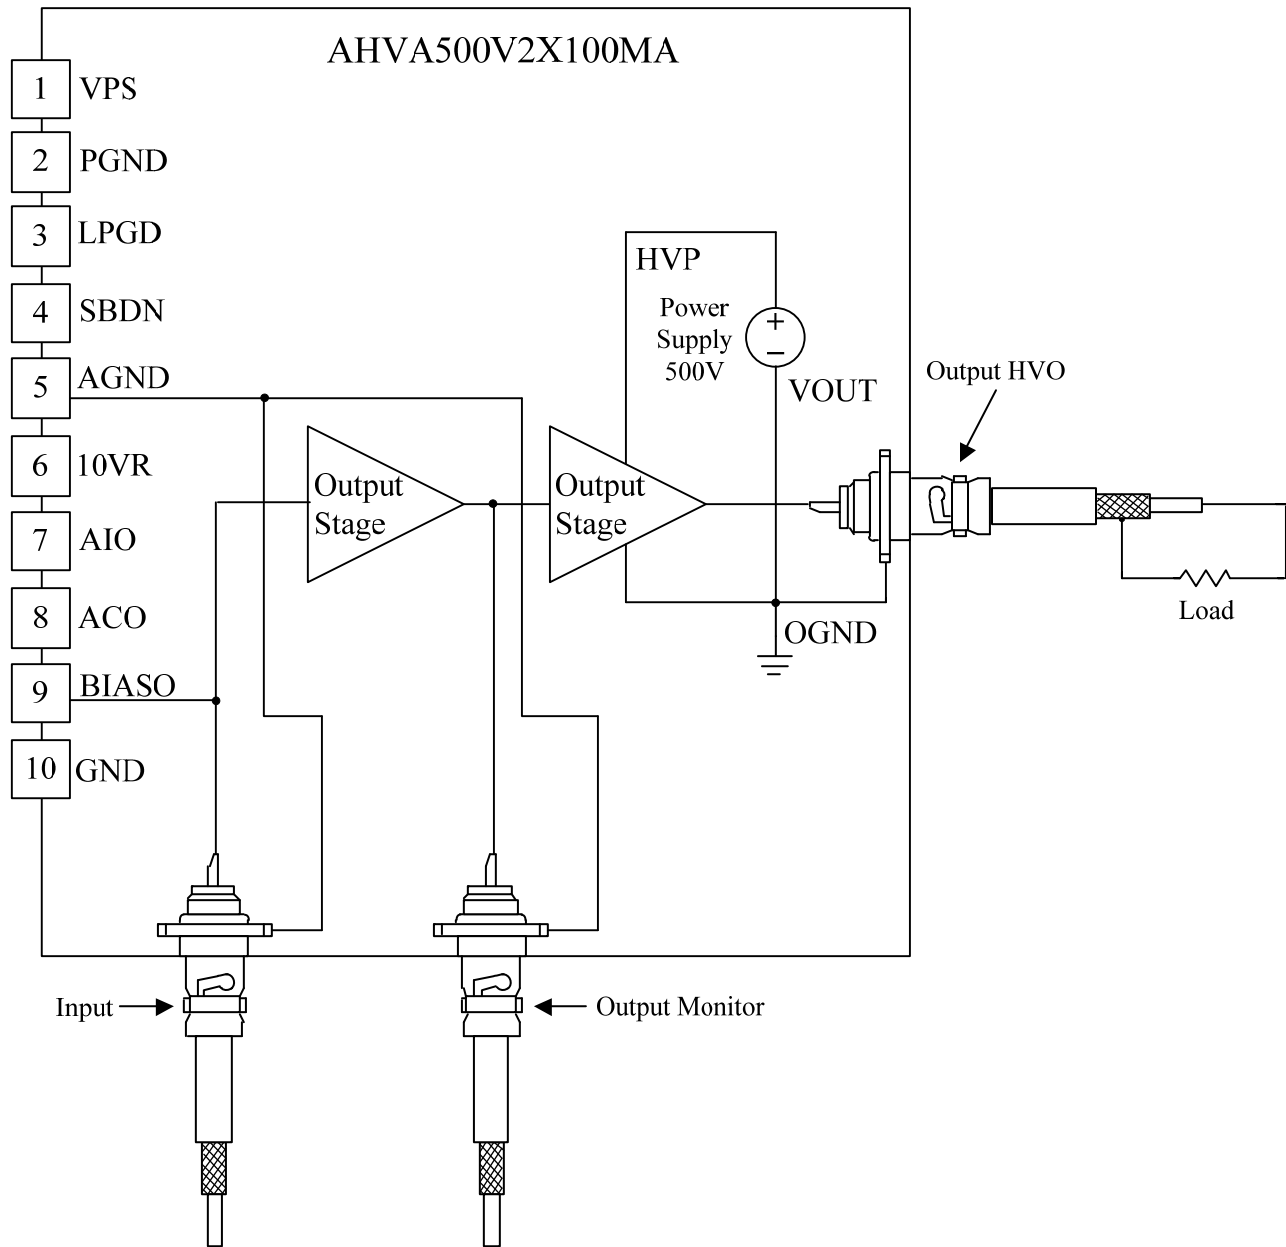 AHVA500V2X100MA
1 VPS
2 PGND
3 LPGD
4 SBDN
5 AGND
6 10VR
7 AIO
8 ACO
9 BIASO
10 GND
HVP
Power
Supply
500V
+
−
VOUT
Output HVO
Output
Stage
Output
Stage
OGND
Load
Input
Output Monitor